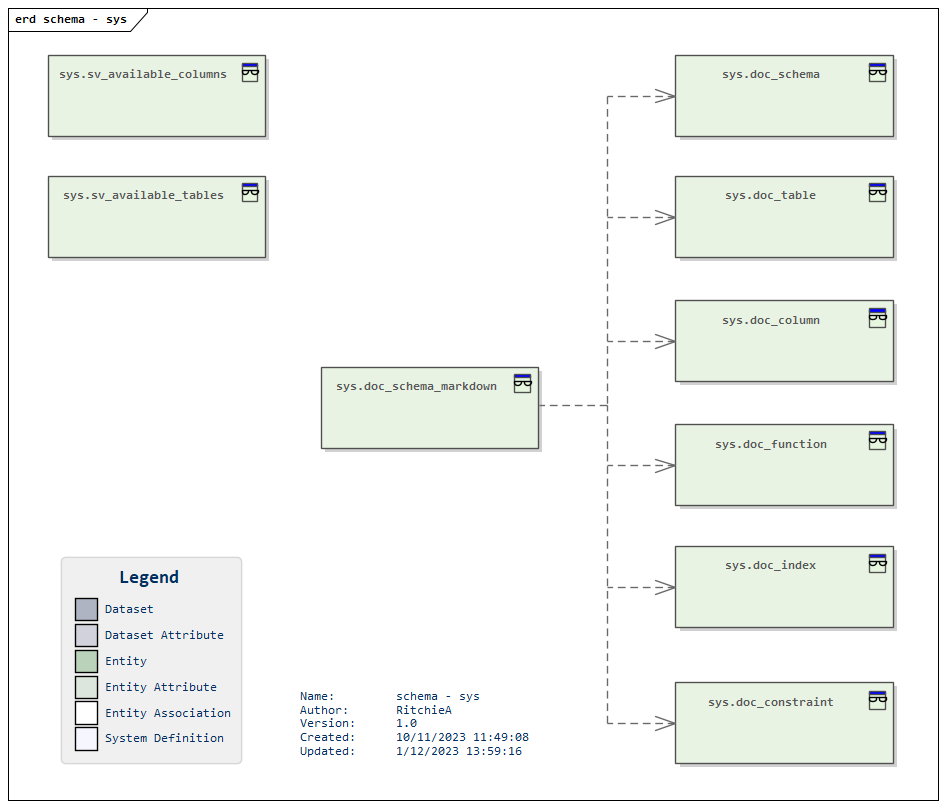 erd schema - sys
sys.sv_available_columns
sys.doc_schema
sys.sv_available_tables
sys.doc_table
sys.doc_column
sys.doc_schema_markdown
sys.doc_function
sys.doc_index
sys.doc_constraint
Legend
Dataset
Dataset Attribute
Entity
Entity Attribute
Entity Association
System Definition
Name: schema - sys
Author: RitchieA
Version: 1.0
Created: 10/11/2023 11:49:08
Updated: 1/12/2023 13:59:16